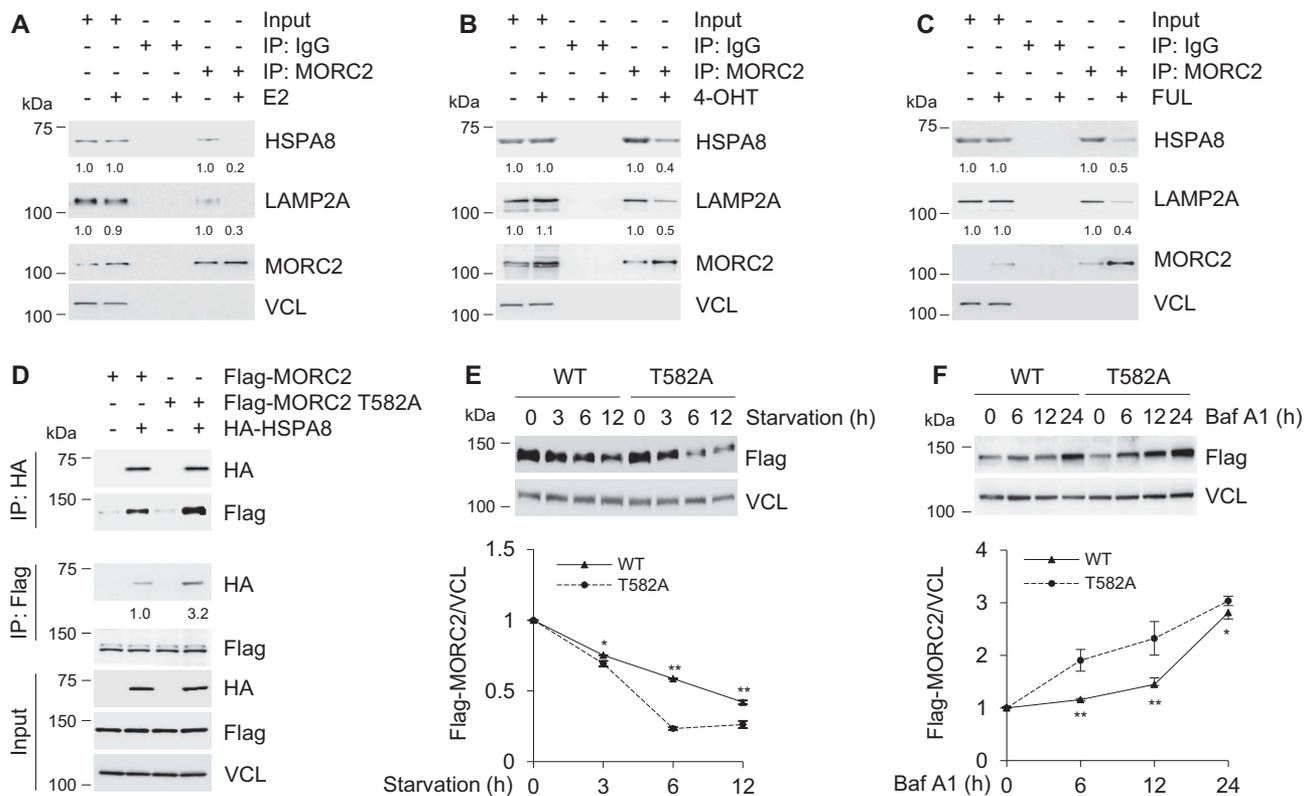 A
+ + - - - - Input
- - + + - - IP: IgG
- - - - + + IP: MORC2
- + - + - + E2
kDa
75
HSPA8
1.0 1.0 1.0 0.2
LAMP2A
100
1.0 0.9 1.0 0.3
MORC2
100
VCL
100
B
+ + - - - - Input
- - + + - - IP: IgG
- - - - + + IP: MORC2
- + - + - + 4-OHT
kDa
75
HSPA8
1.0 1.0 1.0 0.4
LAMP2A
100
1.0 1.1 1.0 0.5
MORC2
100
VCL
100
C
+ + - - - - Input
- - + + - - IP: IgG
- - - - + + IP: MORC2
- + - + - + FUL
kDa
75
HSPA8
1.0 1.0 1.0 0.5
LAMP2A
100
1.0 1.0 1.0 0.4
MORC2
100
VCL
100
D
+ + - - Flag-MORC2
- - + + Flag-MORC2 T582A
- + - + HA-HSPA8
kDa
IP: HA
75
HA
150
Flag
IP: Flag
75
HA
1.0 3.2
150
Flag
Input
75
HA
150
Flag
VCL
100
E
WT T582A
kDa
0 3 6 12 0 3 6 12 Starvation (h)
150
Flag
100
VCL
1.5
WT
T582A
1
0.5
0
Flag-MORC2/VCL
* ** **
Starvation (h) 0 3 6 12
F
WT T582A
kDa
0 6 12 24 0 6 12 24 Baf A1 (h)
150
Flag
VCL
100
4
WT
T582A
3
2
1
0
Flag-MORC2/VCL
** ** *
Baf A1 (h) 0 6 12 24